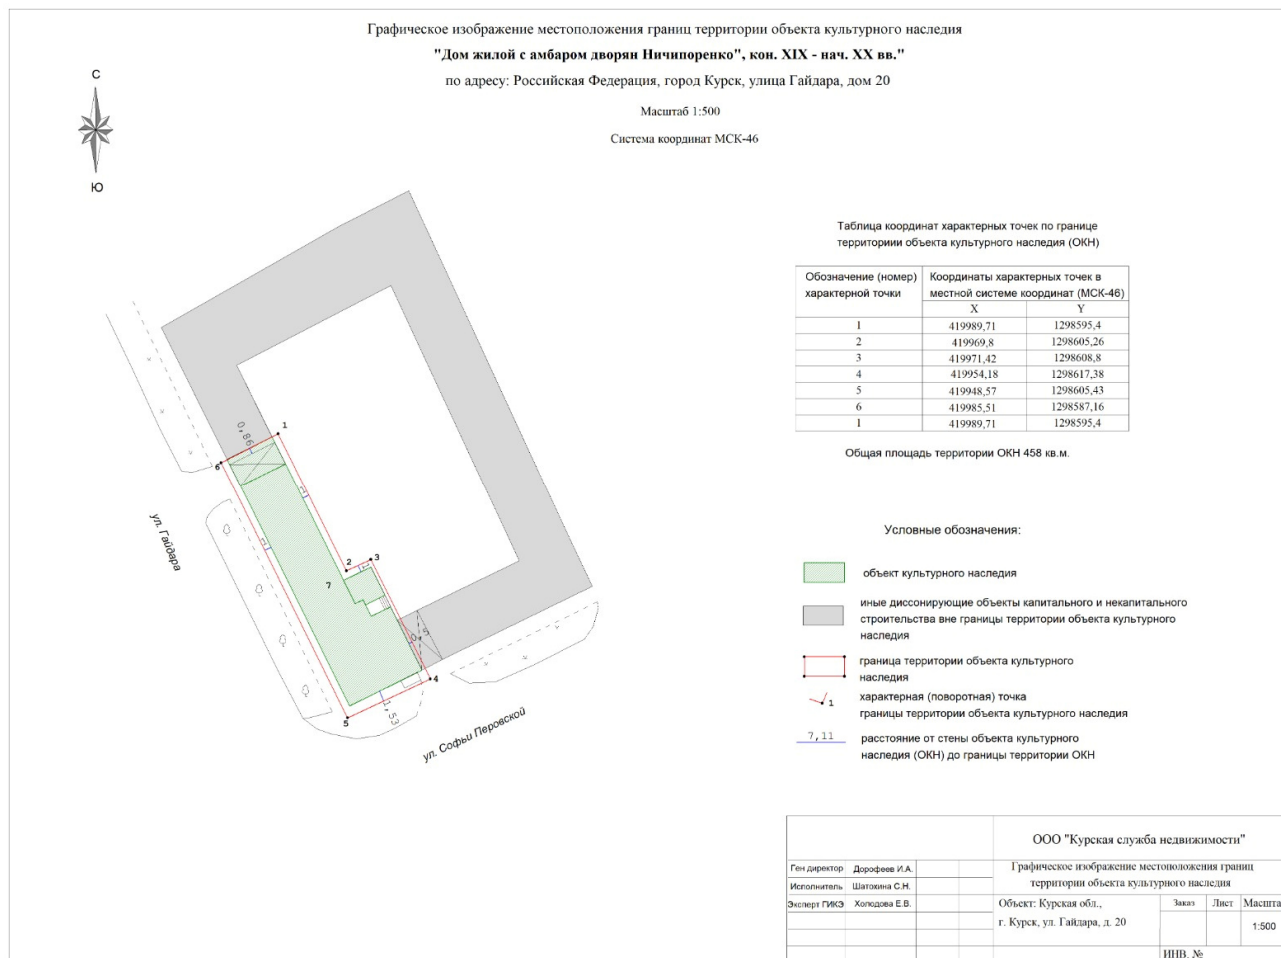 Графическое изображение местоположения границ территории объекта культурного наследия
"Дом жилой с амбаром дворян Ничипоренко", кон. XIX - нач. XX вв."
по адресу: Российская Федерация, город Курск, улица Гайдара, дом 20
Масштаб 1:500
Система координат МСК-46
С
Ю
Таблица координат характерных точек по границе
территориии объекта культурного наследия (ОКН)
Обозначение (номер) характерной точки
Координаты характерных точек в местной системе координат (МСК-46)
X Y
1 419989,71 1298595,4
2 419969,8 1298605,26
3 419971,42 1298608,8
4 419954,18 1298617,38
5 419948,57 1298605,43
6 419985,51 1298587,16
1 419989,71 1298595,4
Общая площадь территории ОКН 458 кв.м.
0,86
1
6
1
1
2
3
1
7
0,5
4
5
1,53
ул. Гайдара
ул. Софьи Перовской
Условные обозначения:
объект культурного наследия
иные диссонирующие объекты капитального и некапитального
строительства вне границы территории объекта культурного
наследия
граница территории объекта культурного
наследия
1
характерная (поворотная) точка
границы территории объекта культурного наследия
7,11
расстояние от стены объекта культурного
наследия (ОКН) до границы территории ОКН
ООО "Курская служба недвижимости"
Ген директор Дорофеев И.А.
Исполнитель Шатохина С.Н.
Эксперт ГИКЭ Холодова Е.В.
Графическое изображение местоположения границ
территории объекта культурного наследия
Объект: Курская обл.,
г. Курск, ул. Гайдара, д. 20
Заказ Лист Масшта
1:500
ИНВ. №